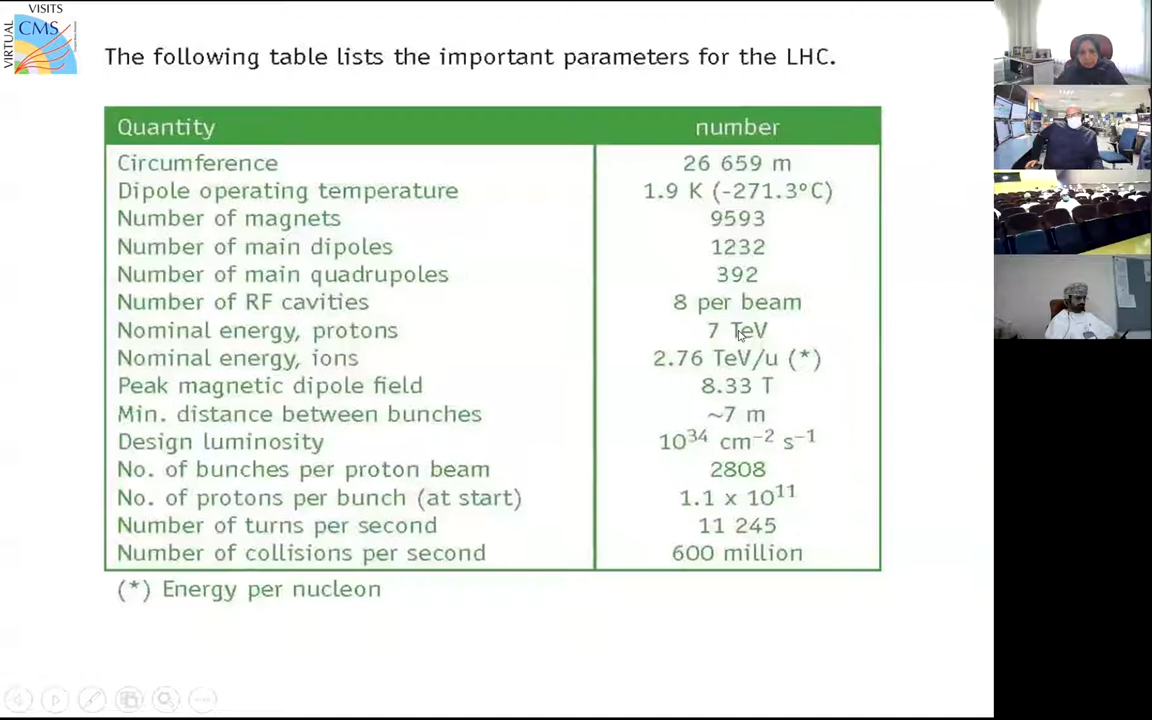 VISITS
VIRTUAL
CMS
The following table lists the important parameters for the LHC.
Quantity number
Circumference 26 659 m
Dipole operating temperature 1.9 K (-271.3°C)
Number of magnets 9593
Number of main dipoles 1232
Number of main quadrupoles 392
Number of RF cavities 8 per beam
Nominal energy, protons 7 TeV
Nominal energy, ions 2.76 TeV/u (*)
Peak magnetic dipole field 8.33 T
Min. distance between bunches ~7 m
Design luminosity 10³⁴ cm⁻² s⁻¹
No. of bunches per proton beam 2808
No. of protons per bunch (at start) 1.1 x 10¹¹
Number of turns per second 11 245
Number of collisions per second 600 million
(*) Energy per nucleon